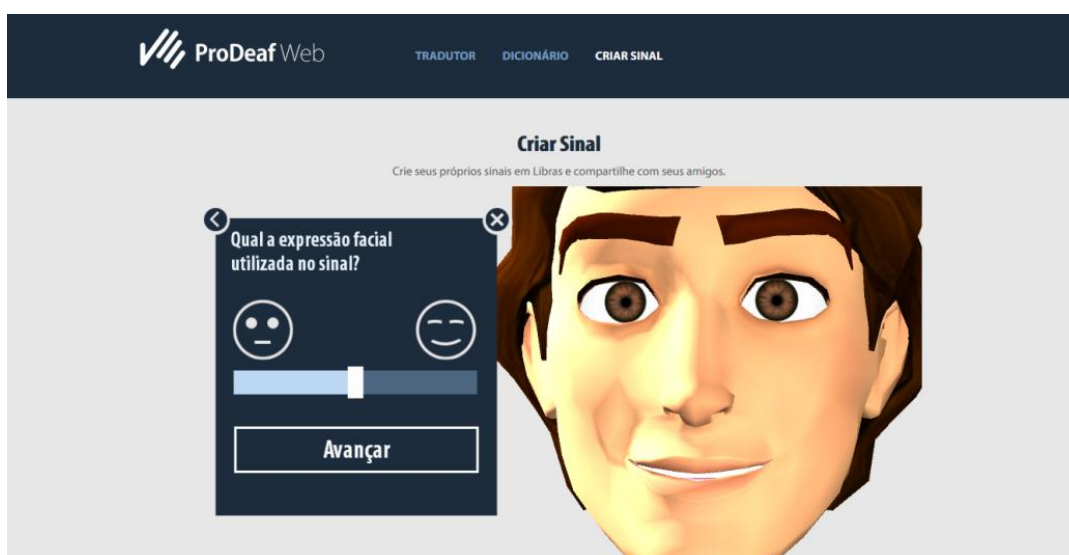 ProDeaf Web
TRADUTOR DICIONÁRIO CRIAR SINAL
Criar Sinal
Crie seus próprios sinais em Libras e compartilhe com seus amigos.
Qual a expressão facial
utilizada no sinal?
Avançar